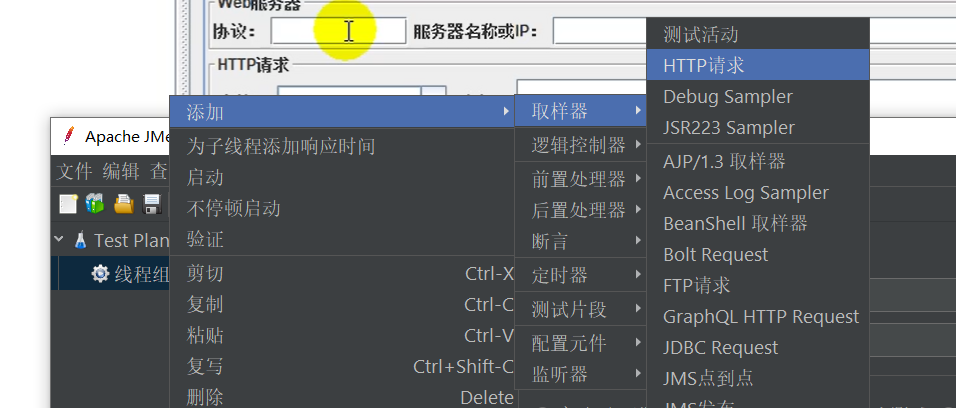 Web服务器
协议： 服务器名称或IP：
HTTP请求
Apache JMe
文件 编辑 查
Test Plan
线程组
添加
为子线程添加响应时间
启动
不停顿启动
验证
剪切 Ctrl-X
复制 Ctrl-C
粘贴 Ctrl-V
复写 Ctrl+Shift-C
删除 Delete
取样器
逻辑控制器
前置处理器
后置处理器
断言
定时器
测试片段
配置元件
监听器
测试活动
HTTP请求
Debug Sampler
JSR223 Sampler
AJP/1.3 取样器
Access Log Sampler
BeanShell 取样器
Bolt Request
FTP请求
GraphQL HTTP Request
JDBC Request
JMS点到点
JMS发布